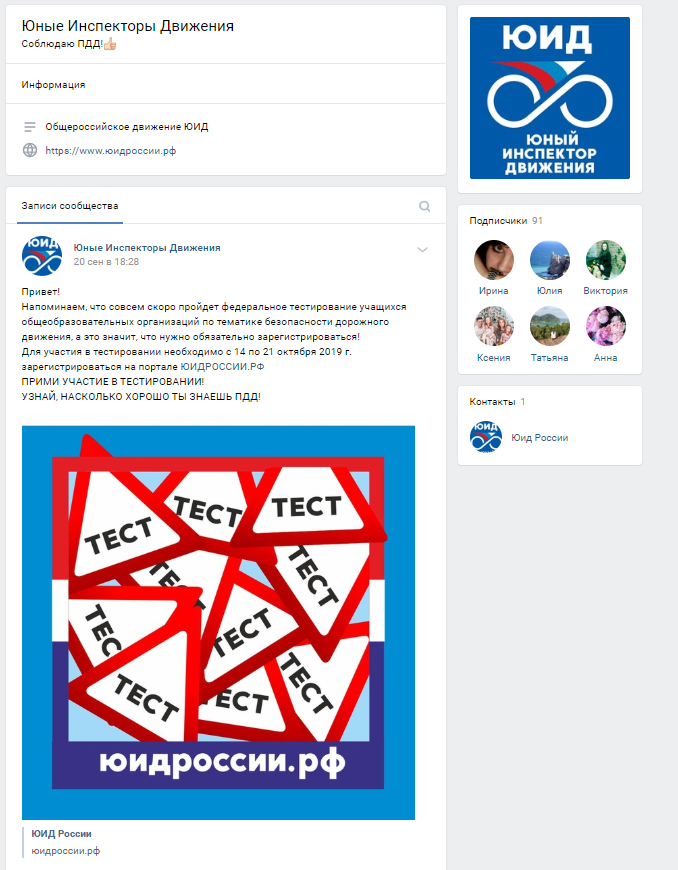 Юные Инспекторы Движения
Соблюдаю ПДД!👍
Информация
Общероссийское движение ЮИД
https://www.юидроссии.рф
Записи сообщества
ЮИД
Юные Инспекторы Движения
20 сен в 18:28
Привет!
Напоминаем, что совсем скоро пройдет федеральное тестирование учащихся
общеобразовательных организаций по тематике безопасности дорожного
движения, а это значит, что нужно обязательно зарегистрироваться!
Для участия в тестировании необходимо с 14 по 21 октября 2019 г.
зарегистрироваться на портале ЮИДРОССИИ.РФ
ПРИМИ УЧАСТИЕ В ТЕСТИРОВАНИИ!
УЗНАЙ, НАСКОЛЬКО ХОРОШО ТЫ ЗНАЕШЬ ПДД!
ТЕСТ
ТЕСТ
ТЕСТ
ТЕСТ
ТЕСТ
ТЕСТ
ТЕСТ
ТЕСТ
ТЕСТ
ТЕСТ
юидроссии.рф
ЮИД России
юидроссии.рф
ЮИД
ЮНЫЙ
ИНСПЕКТОР
ДВИЖЕНИЯ
Подписчики 91
Ирина Юлия Виктория
Ксения Татьяна Анна
Контакты 1
ЮИД
Юид России